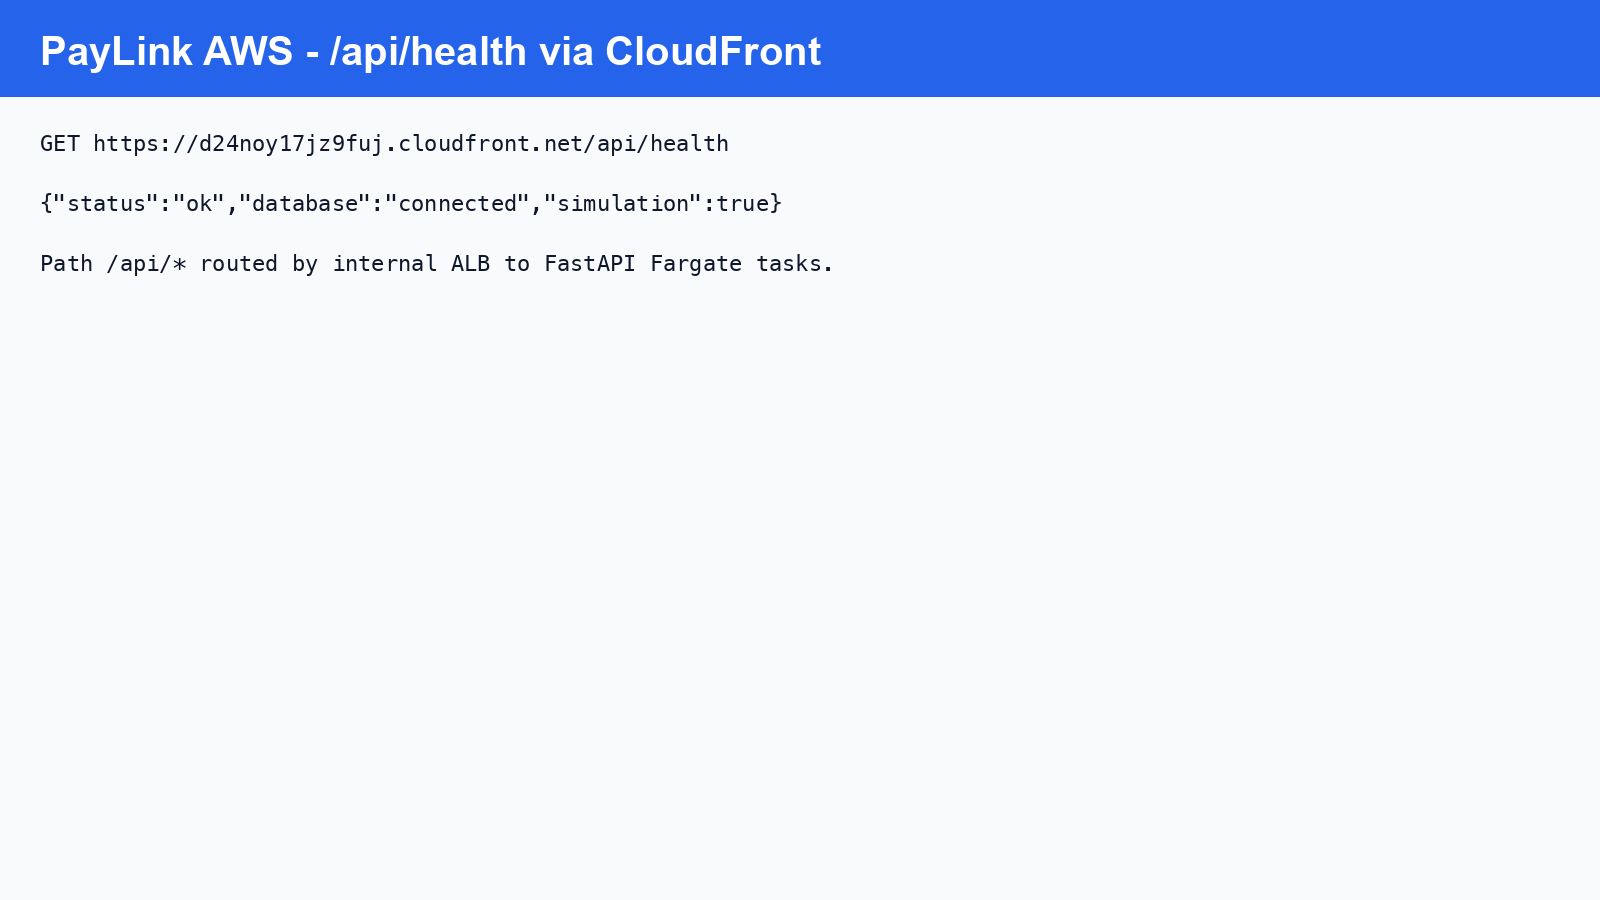 PayLink AWS - /api/health via CloudFront
GET https://d24noy17jz9fuj.cloudfront.net/api/health
{"status":"ok","database":"connected","simulation":true}
Path /api/* routed by internal ALB to FastAPI Fargate tasks.